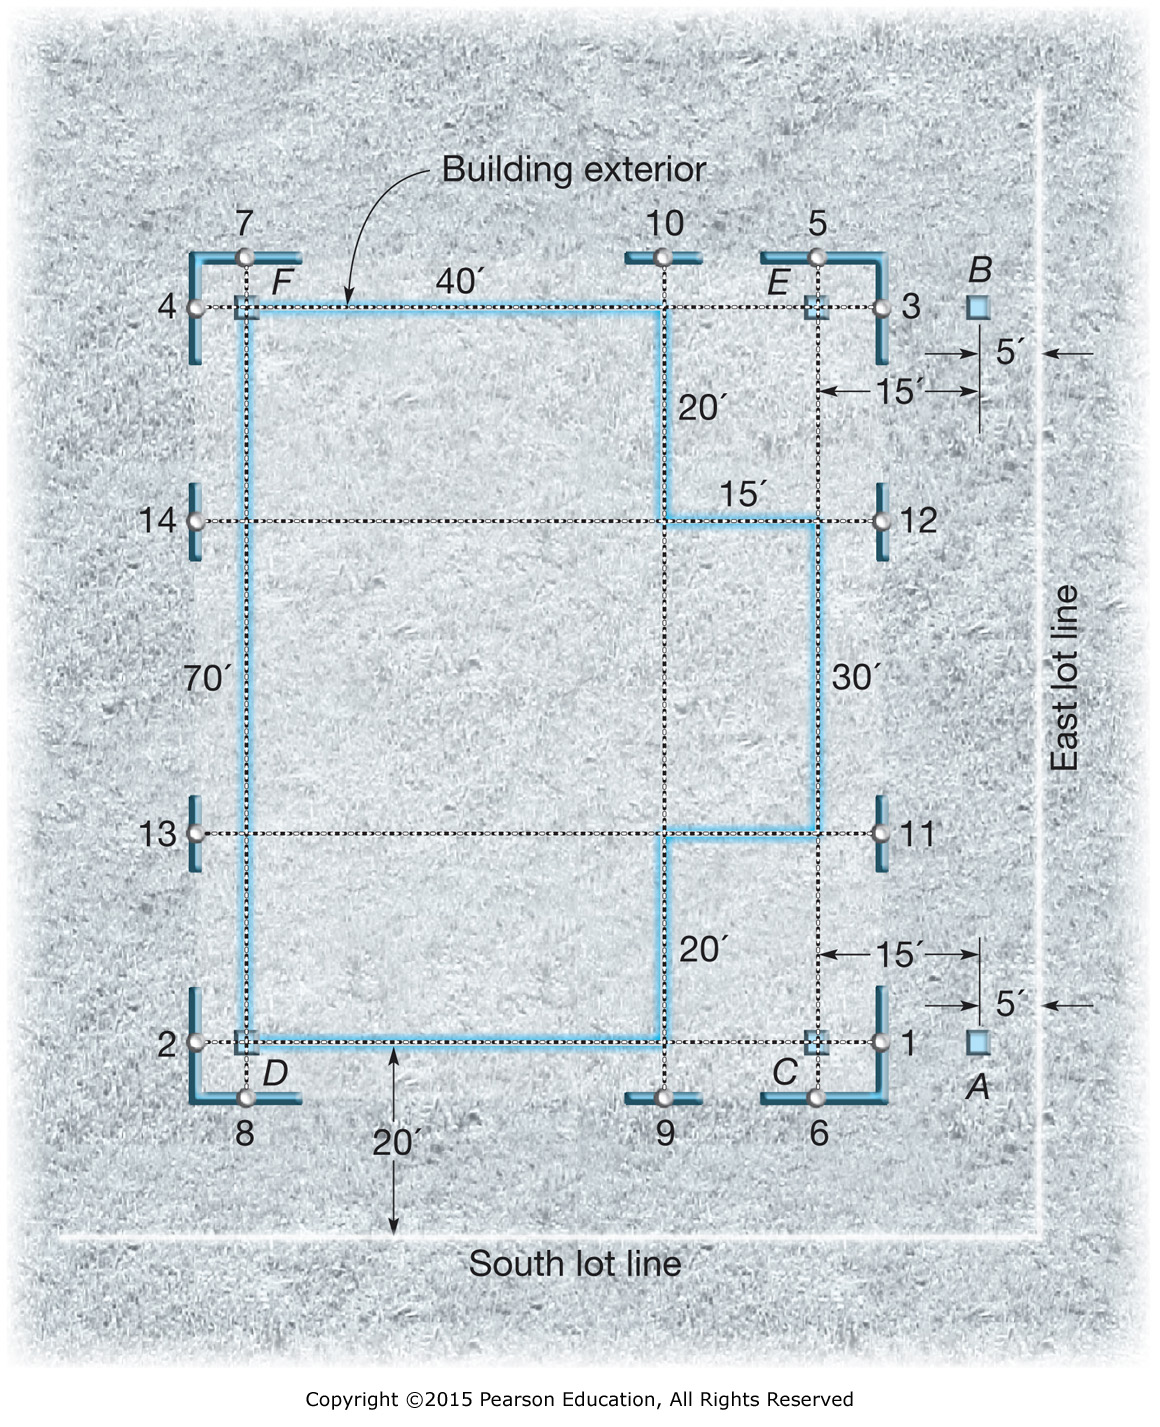 Building exterior
7
10
5
F
40´
E
B
4
3
5´
15´
20´
15´
14
12
East lot line
70´
30´
13
11
20´
15´
5´
2
1
D
C
A
8
20´
9
6
South lot line
Copyright ©2015 Pearson Education, All Rights Reserved